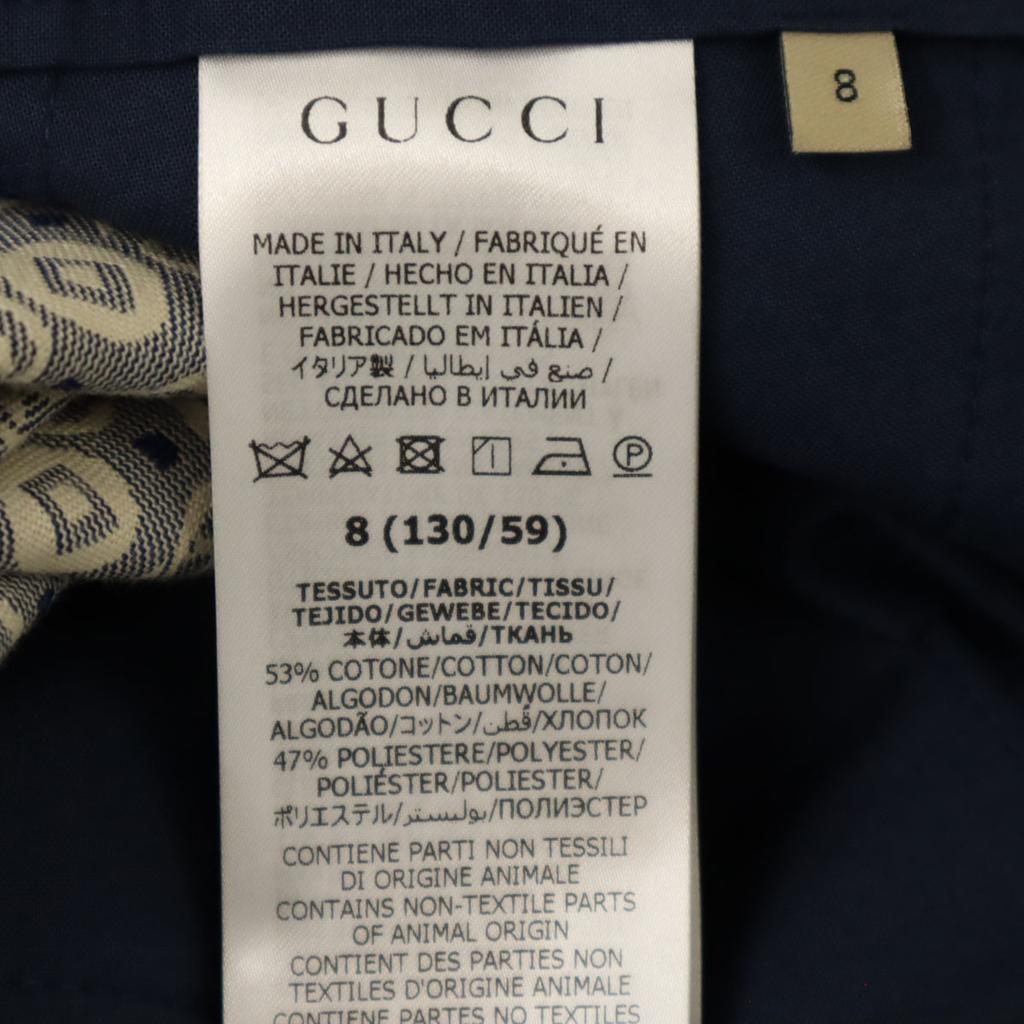 GUCCI
8
MADE IN ITALY / FABRIQUÉ EN
ITALIE / HECHO EN ITALIA /
HERGESTELLT IN ITALIEN /
FABRICADO EM ITÁLIA /
イタリア製 / صنع في إيطاليا /
СДЕЛАНО В ИТАЛИИ
P
8 (130/59)
TESSUTO/FABRIC/TISSU/
TEJIDO/GEWEBE/TECIDO/
本体/قماش/ТКАНЬ
53% COTONE/COTTON/COTON/
ALGODON/BAUMWOLLE/
ALGODÃO/コットン/قطن/ХЛОПОК
47% POLIESTERE/POLYESTER/
POLIÉSTER/POLIESTER/
ポリエステル/بوليستر/ПОЛИЭСТЕР
CONTIENE PARTI NON TESSILI
DI ORIGINE ANIMALE
CONTAINS NON-TEXTILE PARTS
OF ANIMAL ORIGIN
CONTIENT DES PARTIES NON
TEXTILES D'ORIGINE ANIMALE
CONTIENE PARTES NO TEXTILES